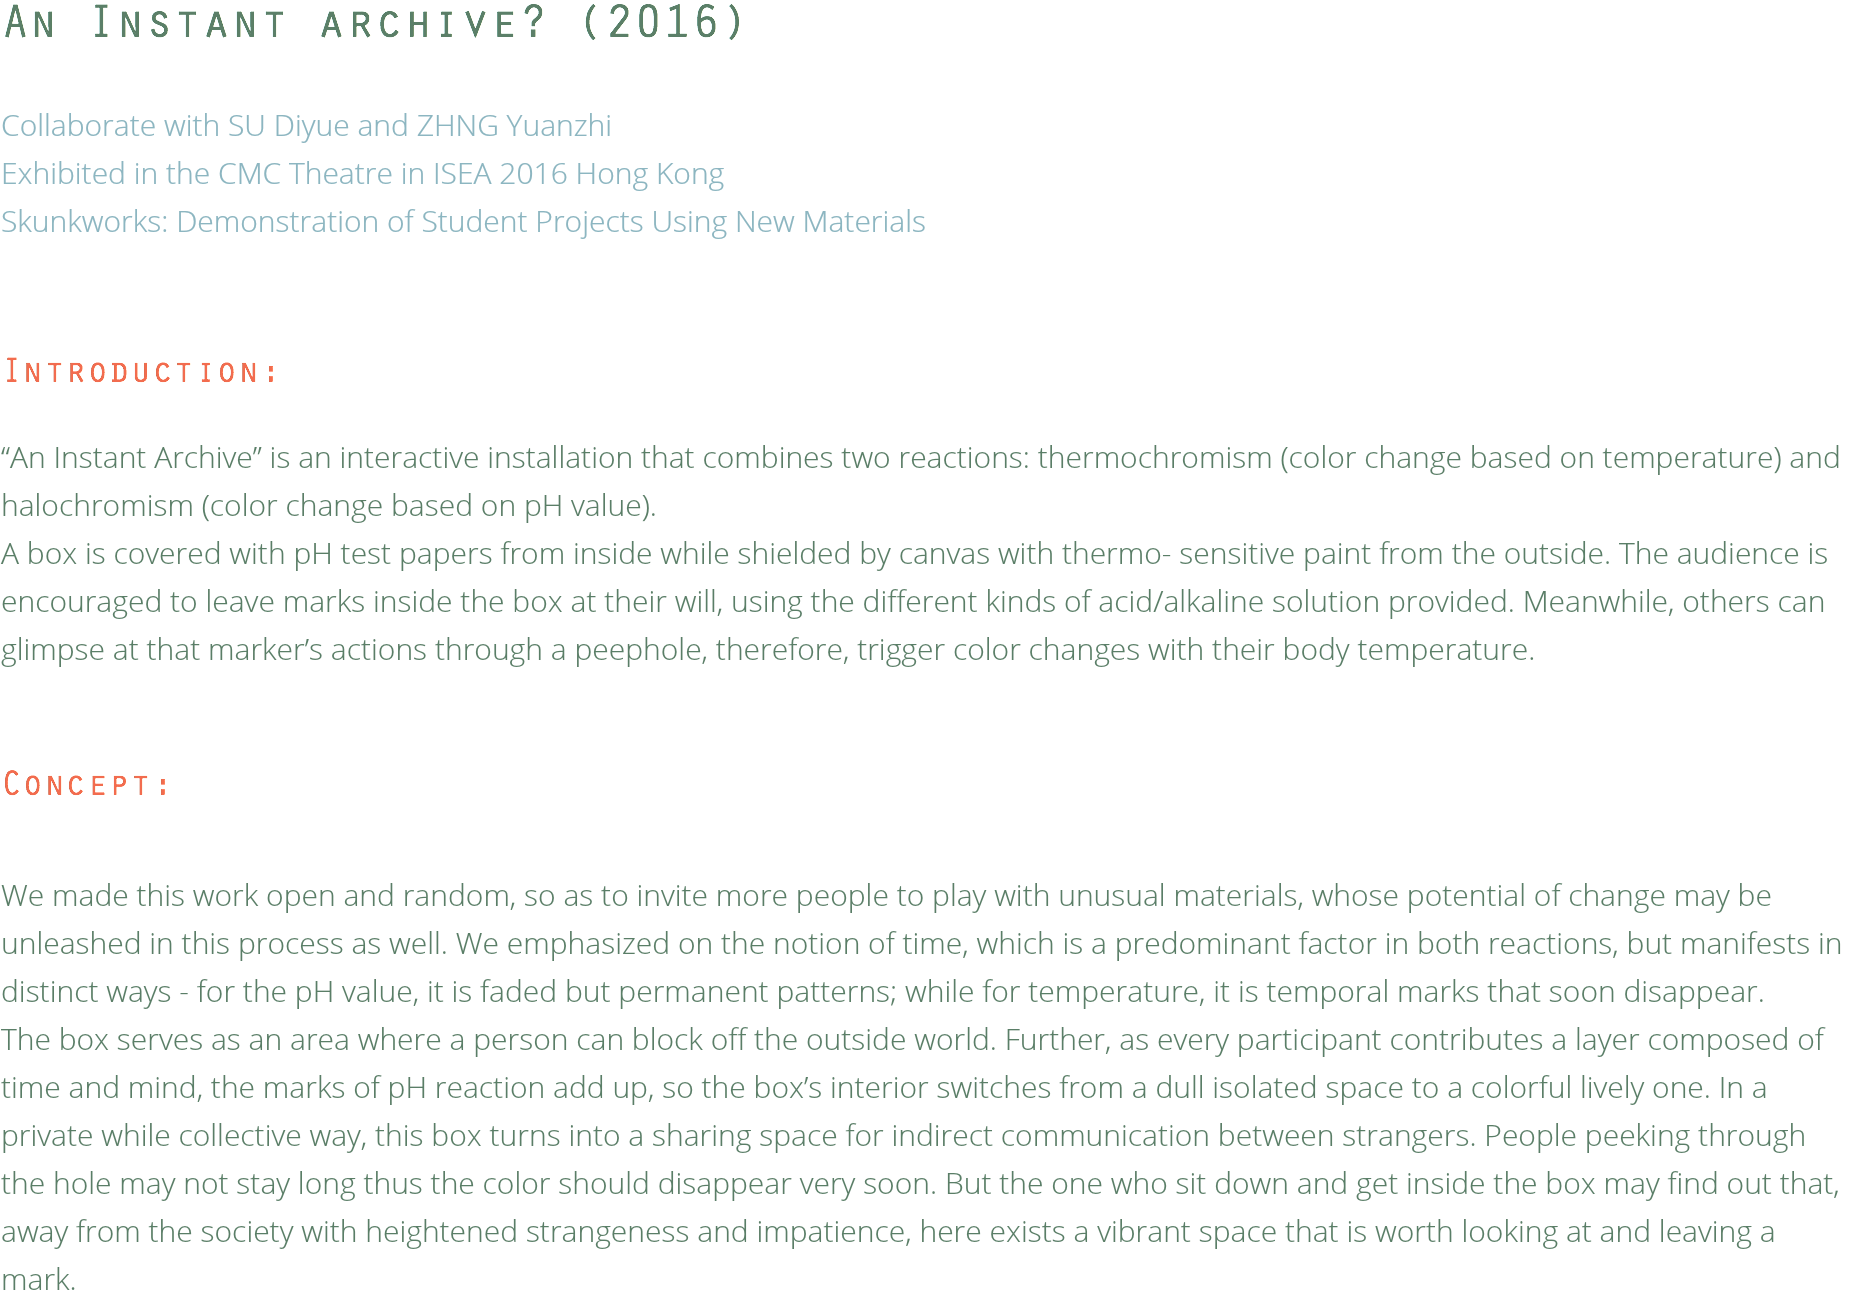 An Instant archive? (2016)
Collaborate with SU Diyue and ZHNG Yuanzhi
Exhibited in the CMC Theatre in ISEA 2016 Hong Kong
Skunkworks: Demonstration of Student Projects Using New Materials
Introduction:
“An Instant Archive” is an interactive installation that combines two reactions: thermochromism (color change based on temperature) and
halochromism (color change based on pH value).
A box is covered with pH test papers from inside while shielded by canvas with thermo- sensitive paint from the outside. The audience is
encouraged to leave marks inside the box at their will, using the different kinds of acid/alkaline solution provided. Meanwhile, others can
glimpse at that marker’s actions through a peephole, therefore, trigger color changes with their body temperature.
Concept:
We made this work open and random, so as to invite more people to play with unusual materials, whose potential of change may be
unleashed in this process as well. We emphasized on the notion of time, which is a predominant factor in both reactions, but manifests in
distinct ways - for the pH value, it is faded but permanent patterns; while for temperature, it is temporal marks that soon disappear.
The box serves as an area where a person can block off the outside world. Further, as every participant contributes a layer composed of
time and mind, the marks of pH reaction add up, so the box’s interior switches from a dull isolated space to a colorful lively one. In a
private while collective way, this box turns into a sharing space for indirect communication between strangers. People peeking through
the hole may not stay long thus the color should disappear very soon. But the one who sit down and get inside the box may find out that,
away from the society with heightened strangeness and impatience, here exists a vibrant space that is worth looking at and leaving a
mark.